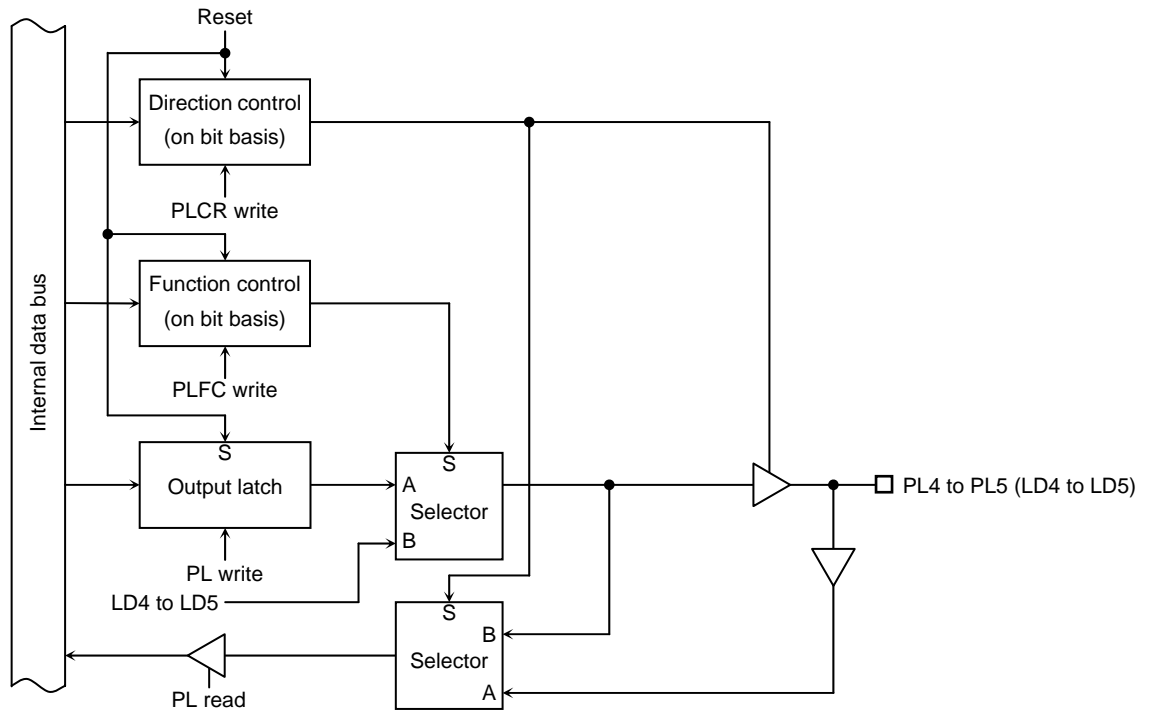 Reset
Direction control
(on bit basis)
PLCR write
Function control
(on bit basis)
PLFC write
Internal data bus
S
Output latch
PL write
S
A
Selector
B
PL4 to PL5 (LD4 to LD5)
LD4 to LD5
S
B
Selector
A
PL read